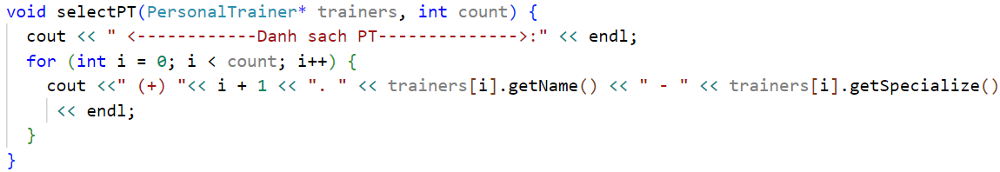 void selectPT(PersonalTrainer* trainers, int count) {
  cout << " <------------Danh sach PT-------------->:" << endl;
  for (int i = 0; i < count; i++) {
    cout <<" (+) "<< i + 1 << ". " << trainers[i].getName() << " - " << trainers[i].getSpecialize()
     << endl;
  }
}